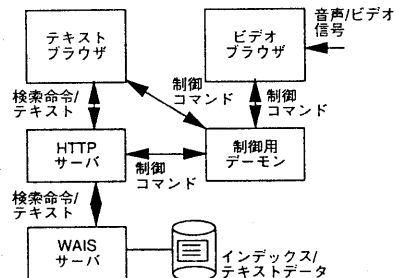 テキスト
ブラウザ
ビデオ
ブラウザ
音声/ビデオ
信号
検索命令/
テキスト
制御
コマンド
制御
コマンド
HTTP
サーバ
制御
コマンド
制御用
デーモン
検索命令/
テキスト
WAIS
サーバ
インデックス/
テキストデータ